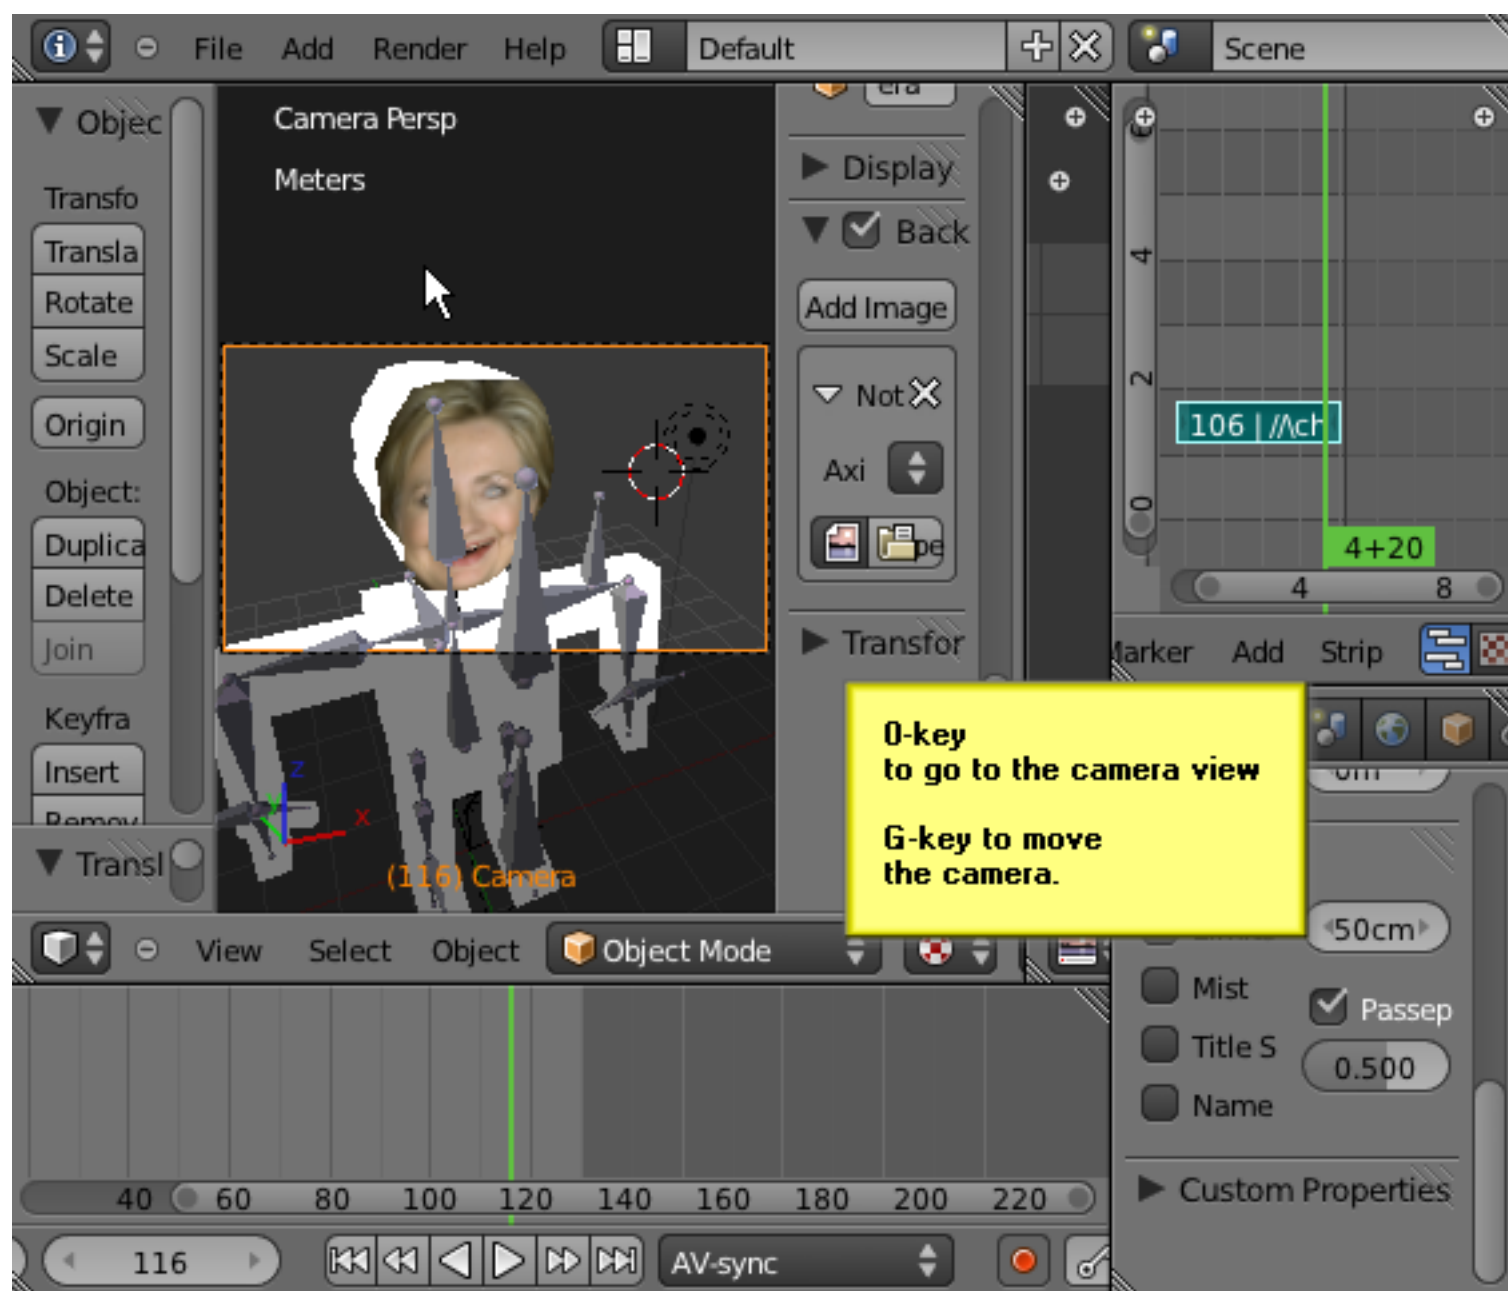 File Add Render Help Default Scene
Objec
Transfo
Transla
Rotate
Scale
Origin
Object:
Duplica
Delete
Join
Keyfra
Insert
Remov
Transl
Camera Persp
Meters
z
y
x
(116) Camera
era
Display
Back
Add Image
Not
Axi
pe
Transfor
4
2
0
106 | //\ch
4+20
4 8
Marker Add Strip
0-key
to go to the camera view
G-key to move
the camera.
50cm
Mist
Passep
Title S
0.500
Name
Custom Properties
View Select Object Object Mode
40 60 80 100 120 140 160 180 200 220
116 AV-sync